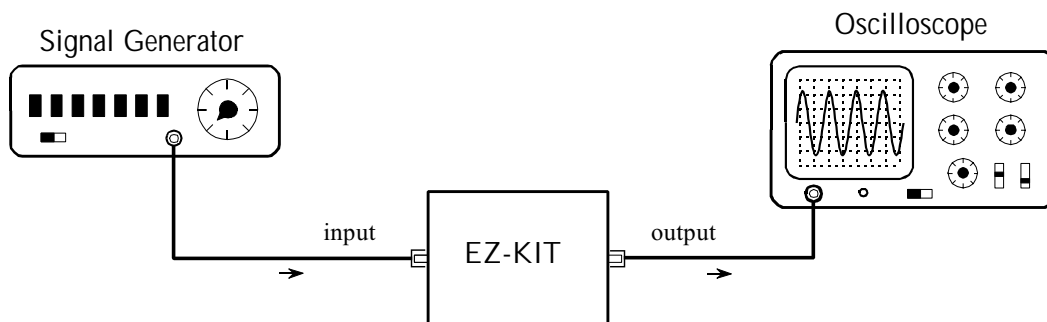 Signal Generator
Oscilloscope
input
EZ-KIT
output